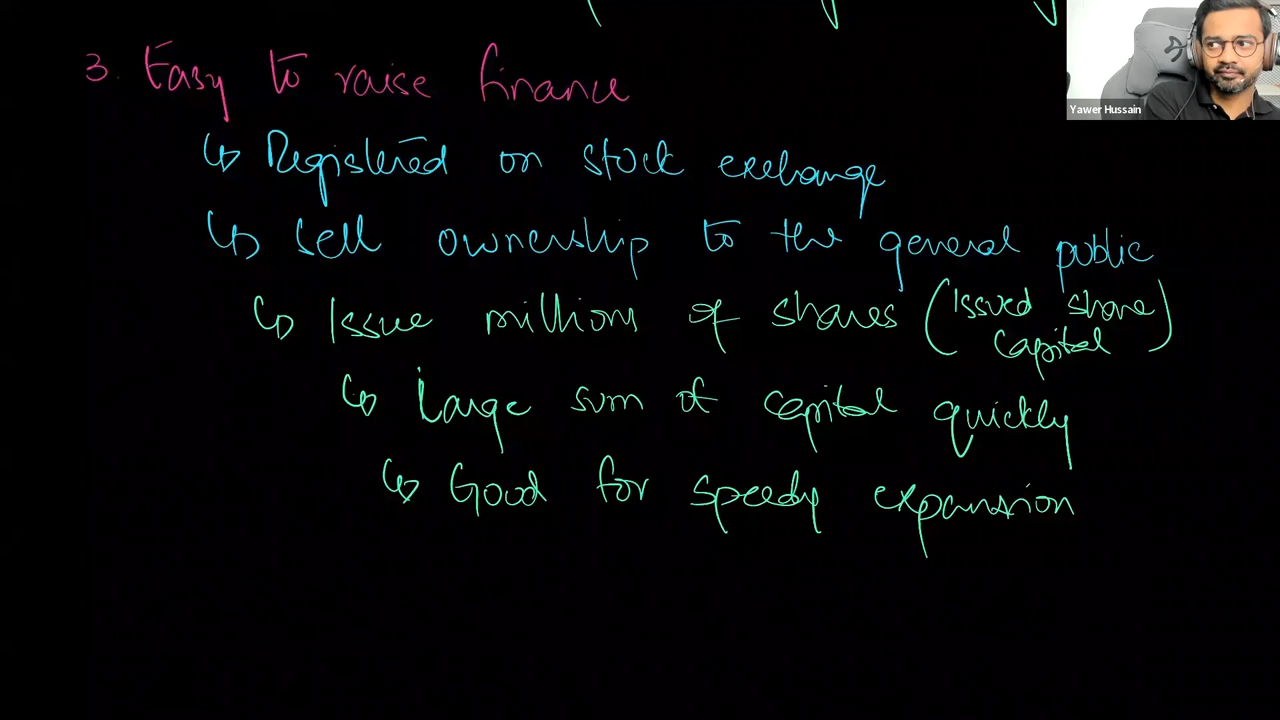 3. Easy to raise finance
Yawer Hussain
↳ Registered on stock exchange
↳ Sell ownership to the general public
↳ Issue millions of shares (Issued share capital)
↳ Large sum of capital quickly
↳ Good for speedy expansion